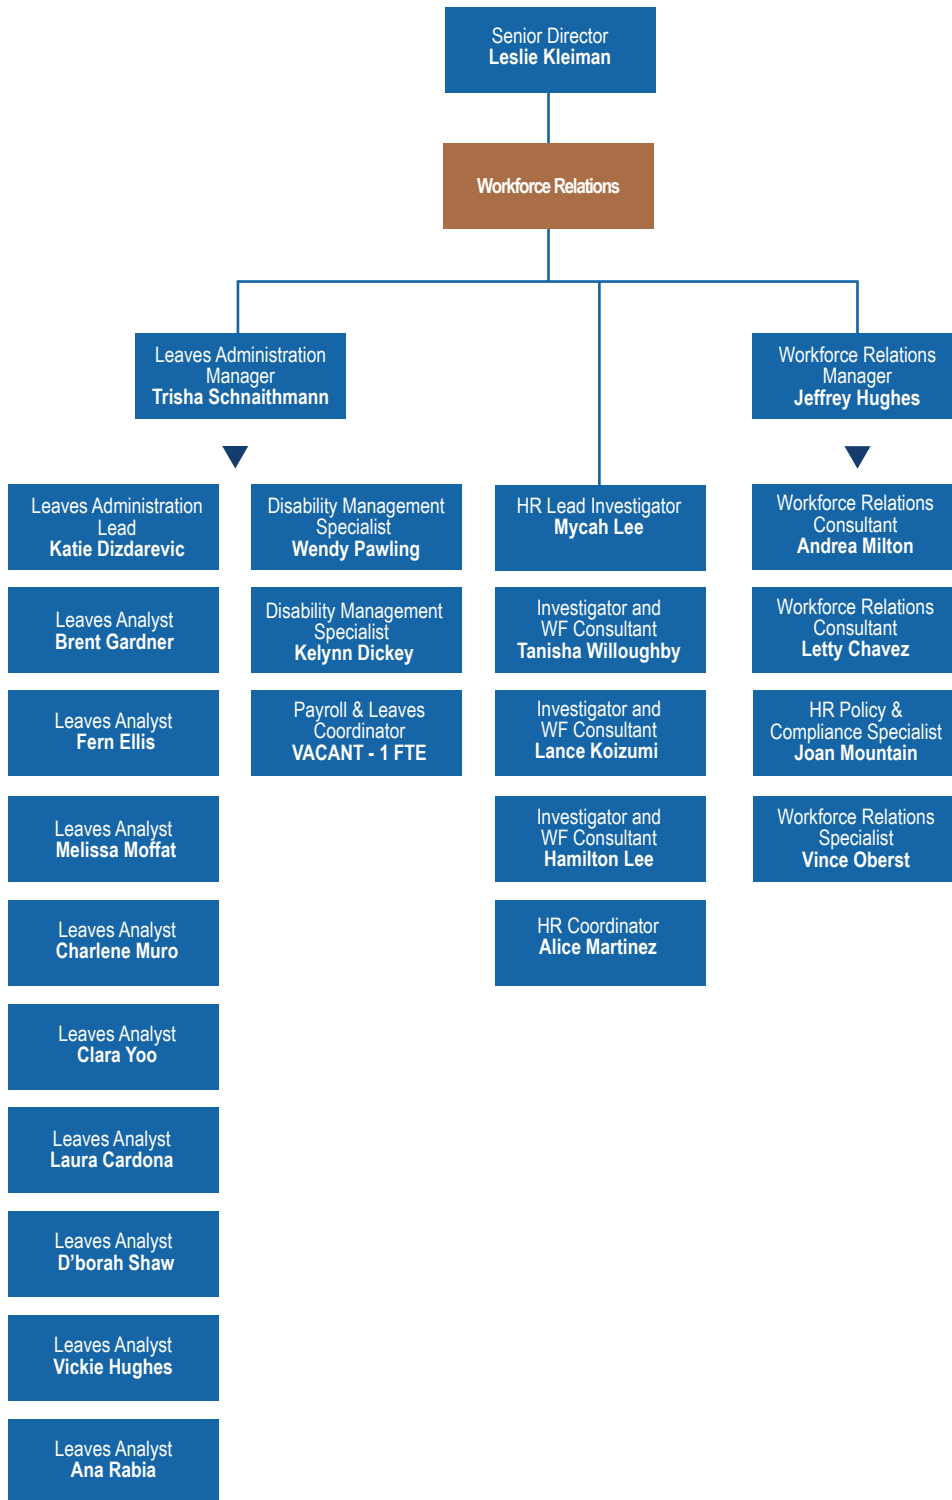 Senior Director
Leslie Kleiman
Workforce Relations
Leaves Administration
Manager
Trisha Schnaithmann
Workforce Relations
Manager
Jeffrey Hughes
Leaves Administration
Lead
Katie Dizdarevic
Leaves Analyst
Brent Gardner
Leaves Analyst
Fern Ellis
Leaves Analyst
Melissa Moffat
Leaves Analyst
Charlene Muro
Leaves Analyst
Clara Yoo
Leaves Analyst
Laura Cardona
Leaves Analyst
D’borah Shaw
Leaves Analyst
Vickie Hughes
Leaves Analyst
Ana Rabia
Disability Management
Specialist
Wendy Pawling
Disability Management
Specialist
Kelynn Dickey
Payroll & Leaves
Coordinator
VACANT - 1 FTE
HR Lead Investigator
Mycah Lee
Investigator and
WF Consultant
Tanisha Willoughby
Investigator and
WF Consultant
Lance Koizumi
Investigator and
WF Consultant
Hamilton Lee
HR Coordinator
Alice Martinez
Workforce Relations
Consultant
Andrea Milton
Workforce Relations
Consultant
Letty Chavez
HR Policy &
Compliance Specialist
Joan Mountain
Workforce Relations
Specialist
Vince Oberst